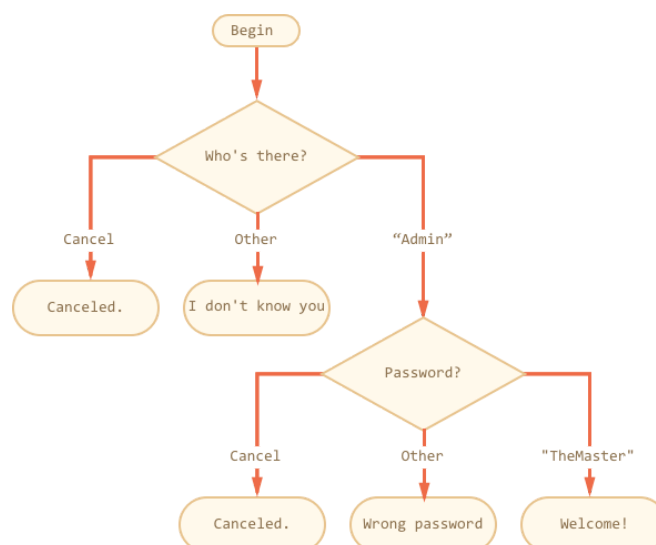 Begin
Who's there?
Cancel
Other
“Admin”
Canceled.
I don't know you
Password?
Cancel
Other
"TheMaster"
Canceled.
Wrong password
Welcome!